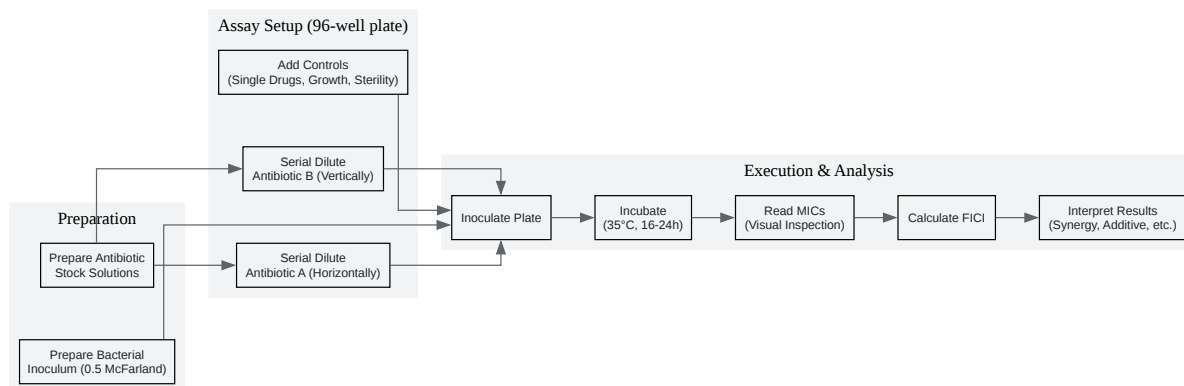 Assay Setup (96-well plate)
Add Controls
(Single Drugs, Growth, Sterility)
Serial Dilute
Antibiotic B (Vertically)
Serial Dilute
Antibiotic A (Horizontally)
Preparation
Prepare Antibiotic
Stock Solutions
Prepare Bacterial
Inoculum (0.5 McFarland)
Execution & Analysis
Inoculate Plate
Incubate
(35°C, 16-24h)
Read MICs
(Visual Inspection)
Calculate FICI
Interpret Results
(Synergy, Additive, etc.)